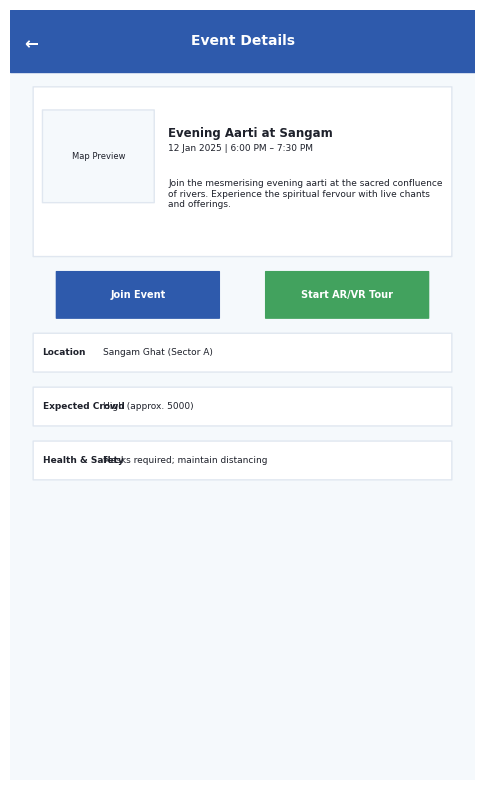 ←
Event Details
Map Preview
Evening Aarti at Sangam
12 Jan 2025 | 6:00 PM – 7:30 PM
Join the mesmerising evening aarti at the sacred confluence
of rivers. Experience the spiritual fervour with live chants
and offerings.
Join Event
Start AR/VR Tour
Location Sangam Ghat (Sector A)
Expected Crowd High (approx. 5000)
Health & Safety Masks required; maintain distancing